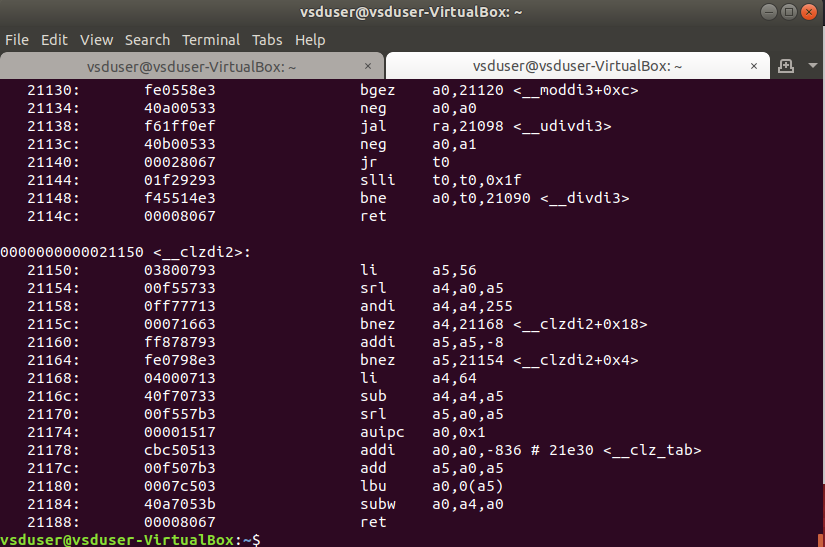 vsduser@vsduser-VirtualBox: ~
File Edit View Search Terminal Tabs Help
vsduser@vsduser-VirtualBox: ~ × vsduser@vsduser-VirtualBox: ~ ×
21130: fe0558e3 bgez a0,21120 <__moddi3+0xc>
21134: 40a00533 neg a0,a0
21138: f61ff0ef jal ra,21098 <__udivdi3>
2113c: 40b00533 neg a0,a1
21140: 00028067 jr t0
21144: 01f29293 slli t0,t0,0x1f
21148: f45514e3 bne a0,t0,21090 <__divdi3>
2114c: 00008067 ret
0000000000021150 <__clzdi2>:
21150: 03800793 li a5,56
21154: 00f55733 srl a4,a0,a5
21158: 0ff77713 andi a4,a4,255
2115c: 00071663 bnez a4,21168 <__clzdi2+0x18>
21160: ff878793 addi a5,a5,-8
21164: fe0798e3 bnez a5,21154 <__clzdi2+0x4>
21168: 04000713 li a4,64
2116c: 40f70733 sub a4,a4,a5
21170: 00f557b3 srl a5,a0,a5
21174: 00001517 auipc a0,0x1
21178: cbc50513 addi a0,a0,-836 # 21e30 <__clz_tab>
2117c: 00f507b3 add a5,a0,a5
21180: 0007c503 lbu a0,0(a5)
21184: 40a7053b subw a0,a4,a0
21188: 00008067 ret
vsduser@vsduser-VirtualBox:~$